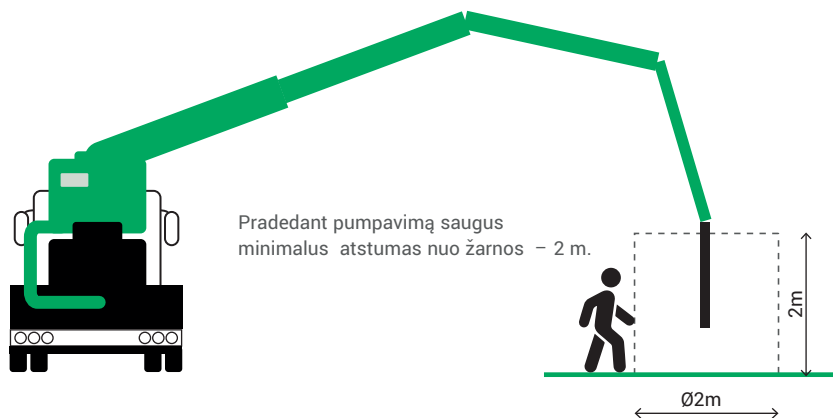 Pradedant pumpavimą saugus
minimalus atstumas nuo žarnos – 2 m.
2m
Ø2m